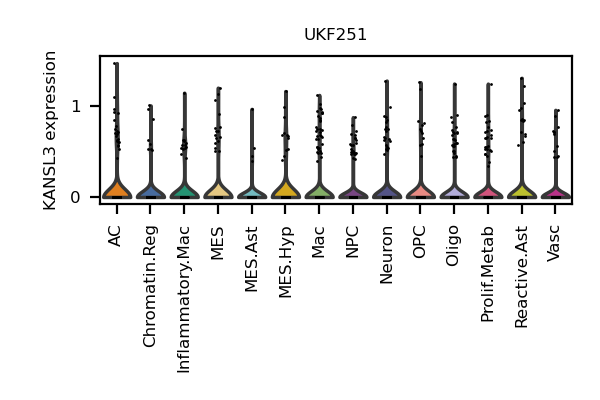 UKF251
KANSL3 expression
1
0
AC
Chromatin.Reg
Inflammatory.Mac
MES
MES.Ast
MES.Hyp
Mac
NPC
Neuron
OPC
Oligo
Prolif.Metab
Reactive.Ast
Vasc